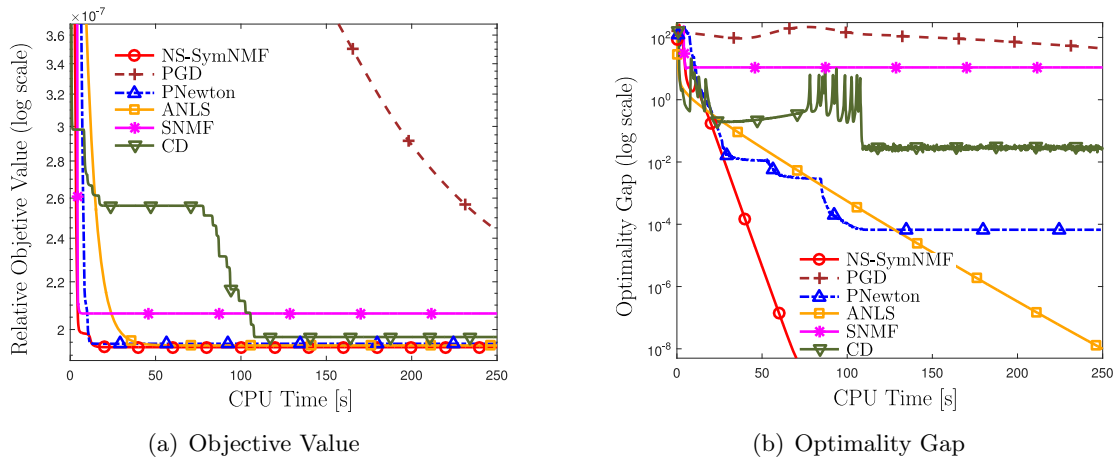 ×10⁻⁷
3.6
3.4
3.2
3
2.8
2.6
2.4
2.2
2
Relative Objetive Value (log scale)
NS-SymNMF
PGD
PNewton
ANLS
SNMF
CD
0 50 100 150 200 250
CPU Time [s]
(a) Objective Value
10²
10⁰
10⁻²
10⁻⁴
10⁻⁶
10⁻⁸
Optimality Gap (log scale)
NS-SymNMF
PGD
PNewton
ANLS
SNMF
CD
0 50 100 150 200 250
CPU Time [s]
(b) Optimality Gap